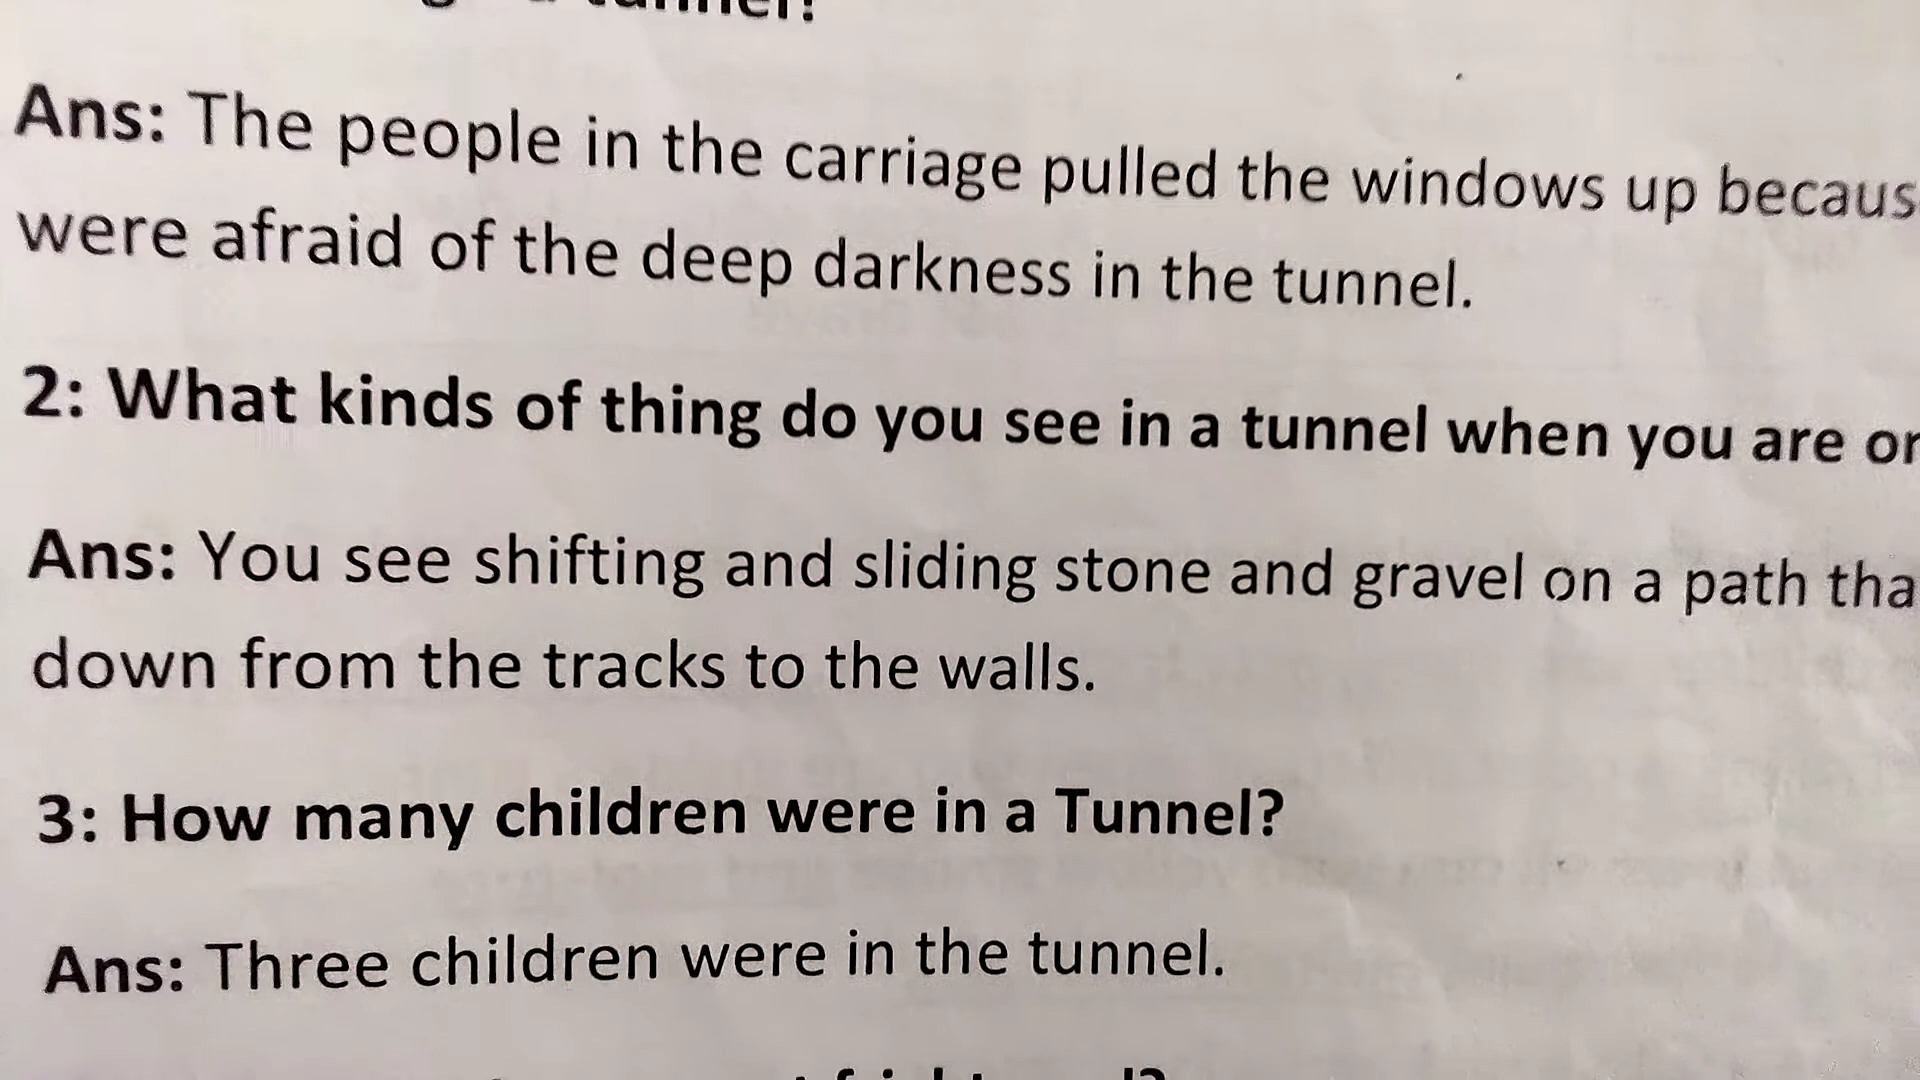 tunnel?
Ans: The people in the carriage pulled the windows up
were afraid of the deep darkness in the tunnel.
2: What kinds of thing do you see in a tunnel when you are
Ans: You see shifting and sliding stone and gravel on a path
down from the tracks to the walls.
3: How many children were in a Tunnel?
Ans: Three children were in the tunnel.